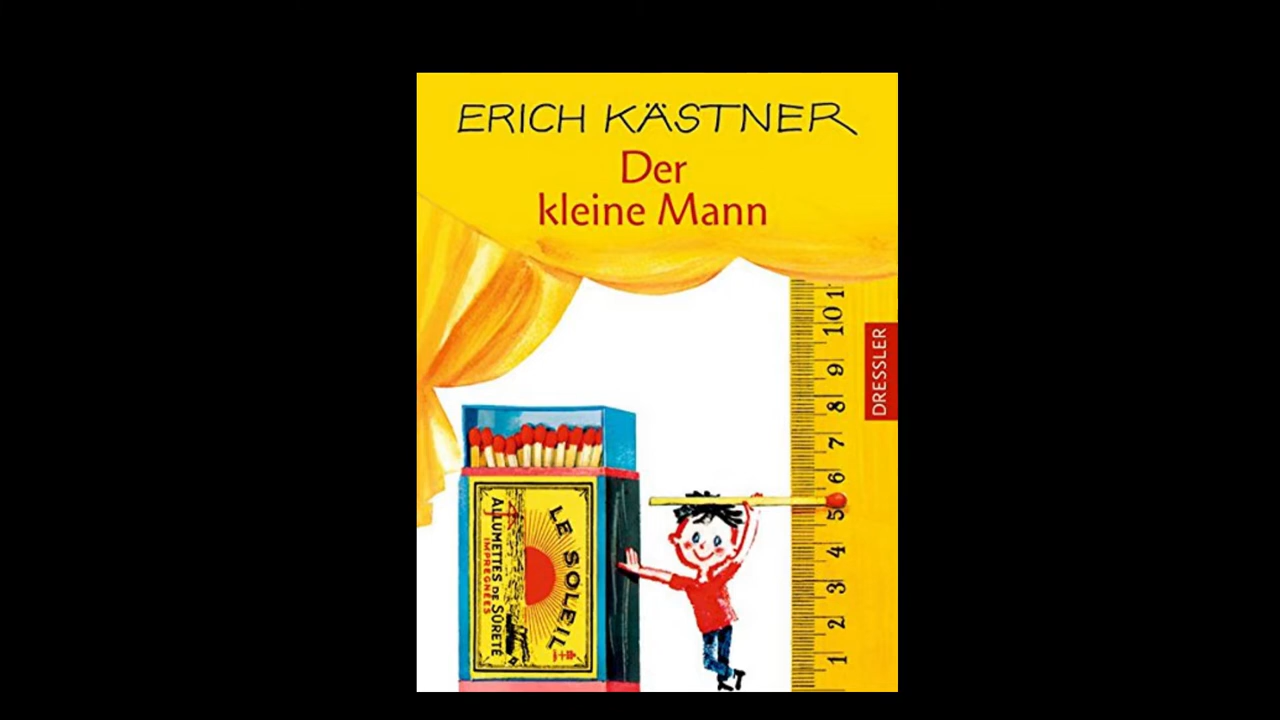 ERICH KÄSTNER
Der
kleine Mann
DRESSLER
LE SOLEIL
ALLUMETTES DE SÛRETÉ
IMPREGNÉES
1
2
3
4
5
6
7
8
9
10
1